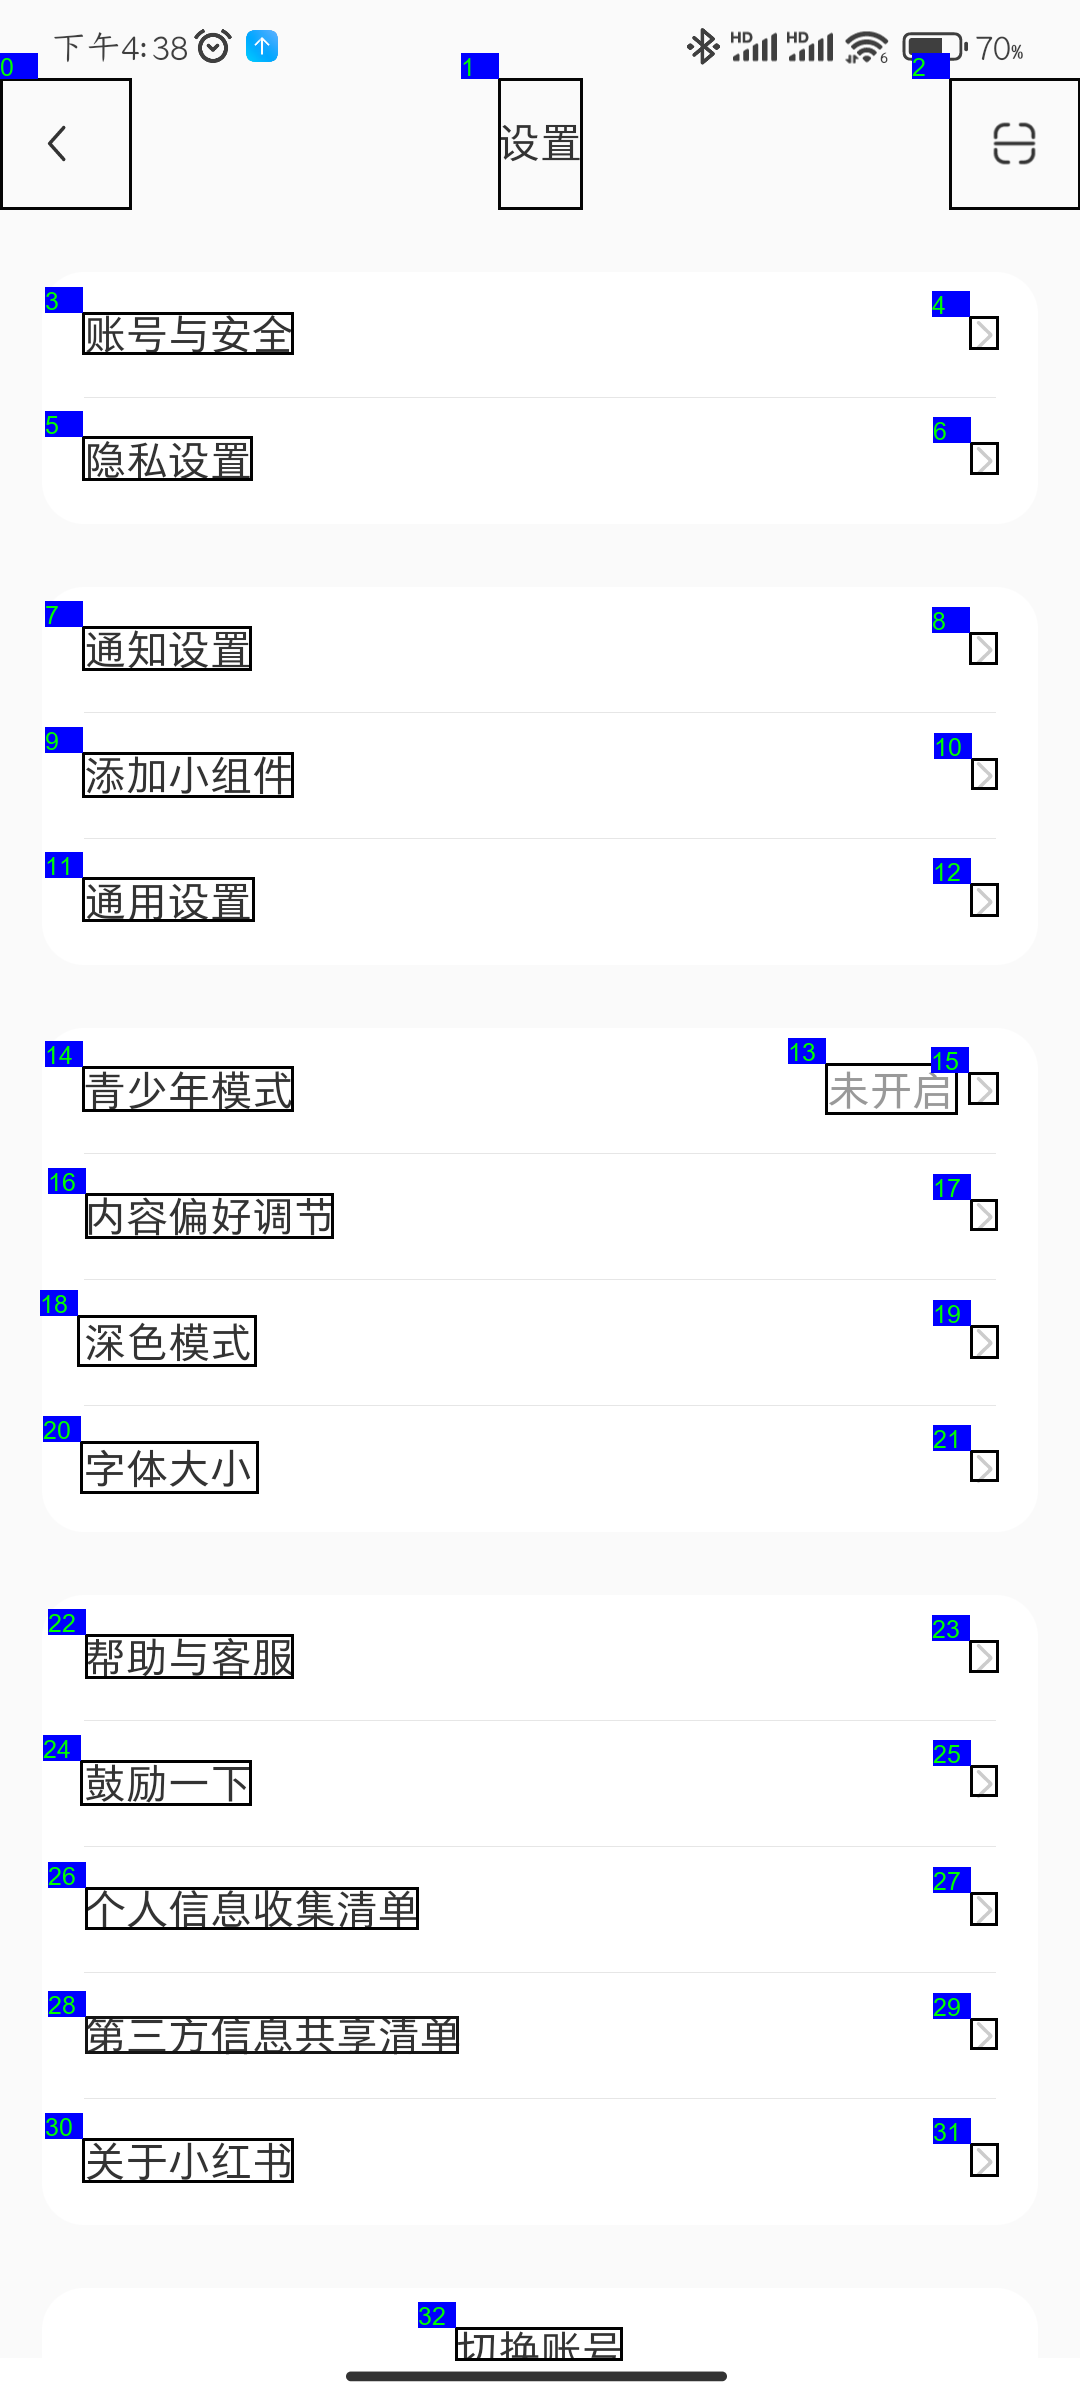 下午4:38 HD HD 6 70%
0 1 2
设置
3 账号与安全 4
5 隐私设置 6
7 通知设置 8
9 添加小组件 10
11 通用设置 12
14 青少年模式 13 未开启 15
16 内容偏好调节 17
18 深色模式 19
20 字体大小 21
22 帮助与客服 23
24 鼓励一下 25
26 个人信息收集清单 27
28 第三方信息共享清单 29
30 关于小红书 31
32 切换账号